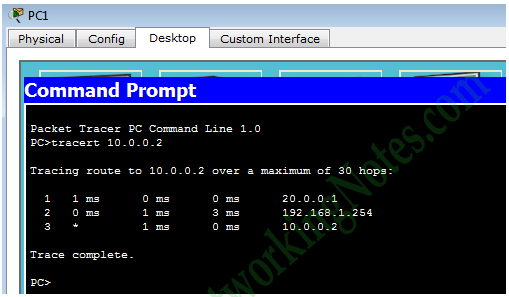 PC1
Physical Config Desktop Custom Interface
Command Prompt
Packet Tracer PC Command Line 1.0
PC>tracert 10.0.0.2
Tracing route to 10.0.0.2 over a maximum of 30 hops:
1 1 ms 0 ms 0 ms 20.0.0.1
2 0 ms 1 ms 3 ms 192.168.1.254
3 * 1 ms 0 ms 10.0.0.2
Trace complete.
PC>
tworkingNotes.com